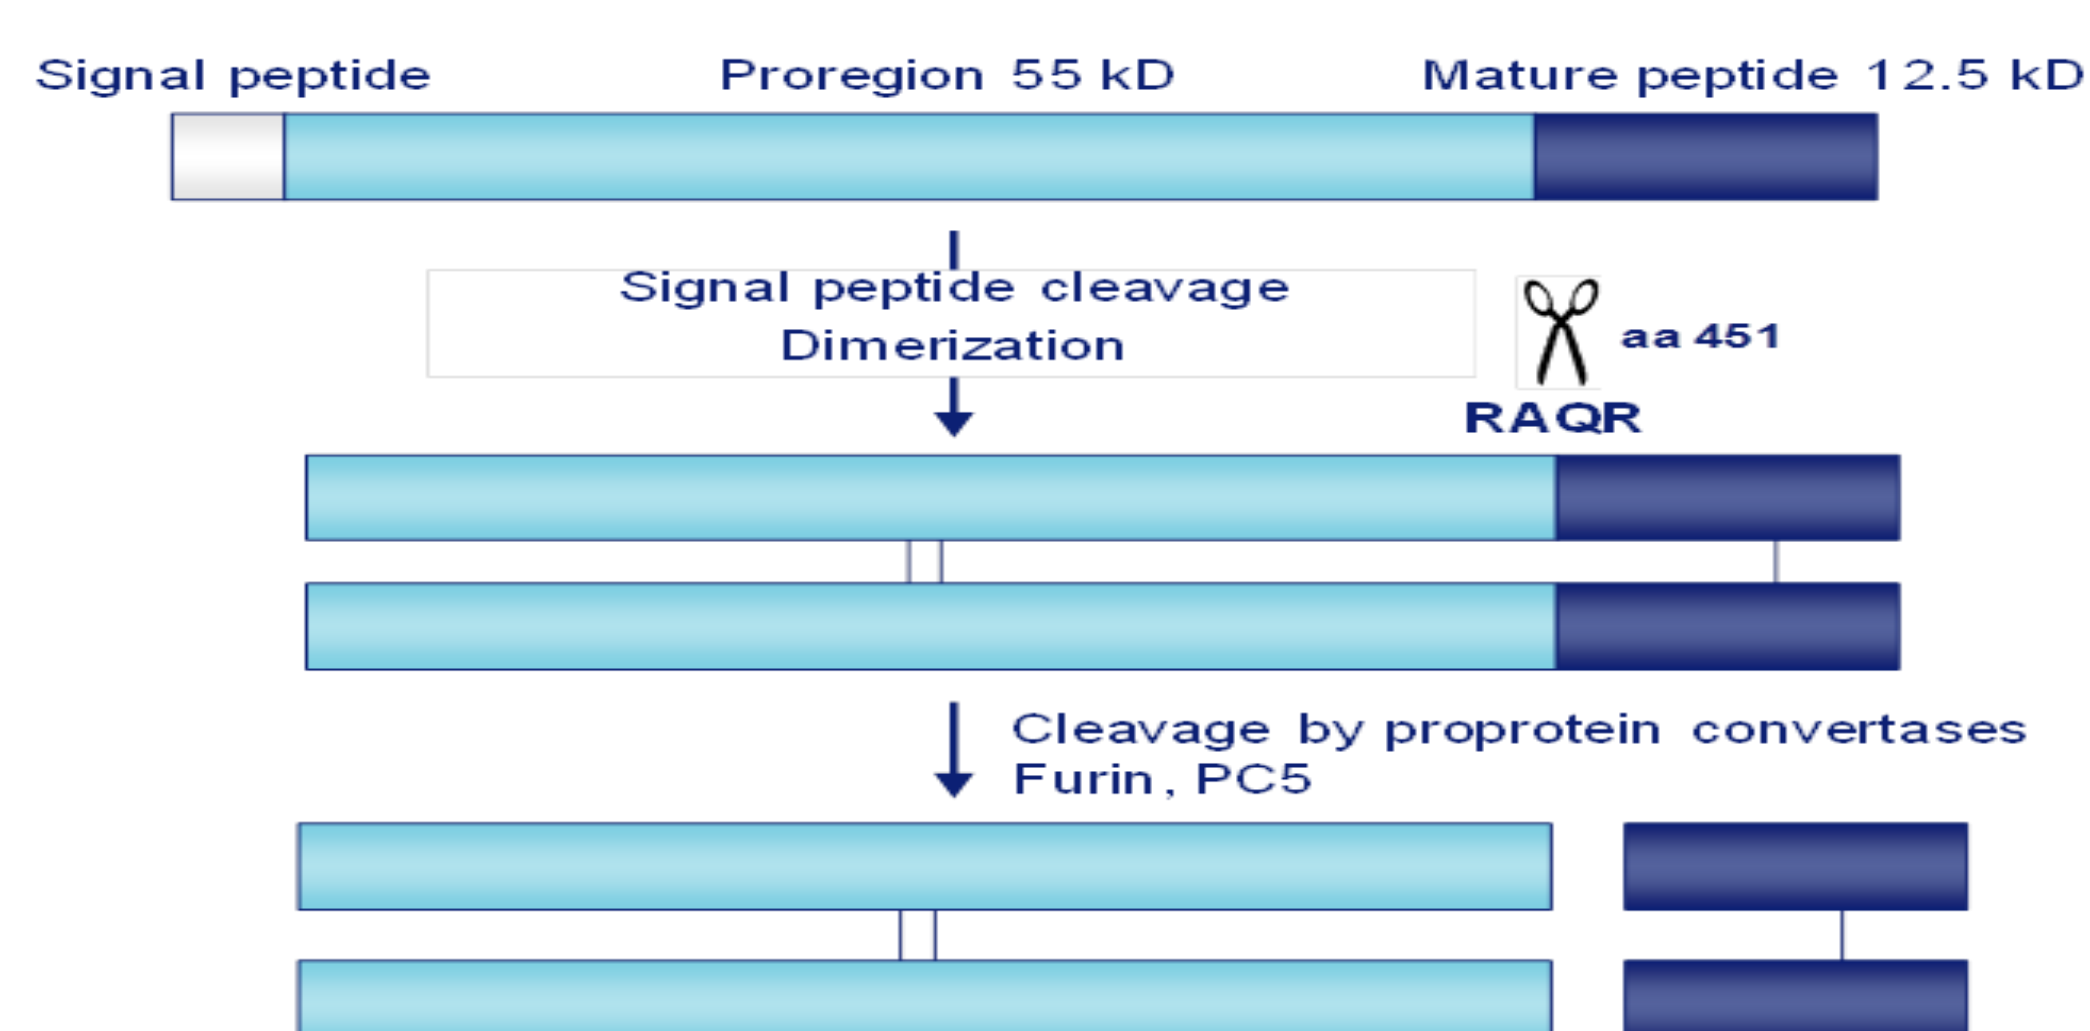 Signal peptide
Proregion 55 kD
Mature peptide 12.5 kD
Signal peptide cleavage
Dimerization
aa 451
RAQR
Cleavage by proprotein convertases
Furin, PC5